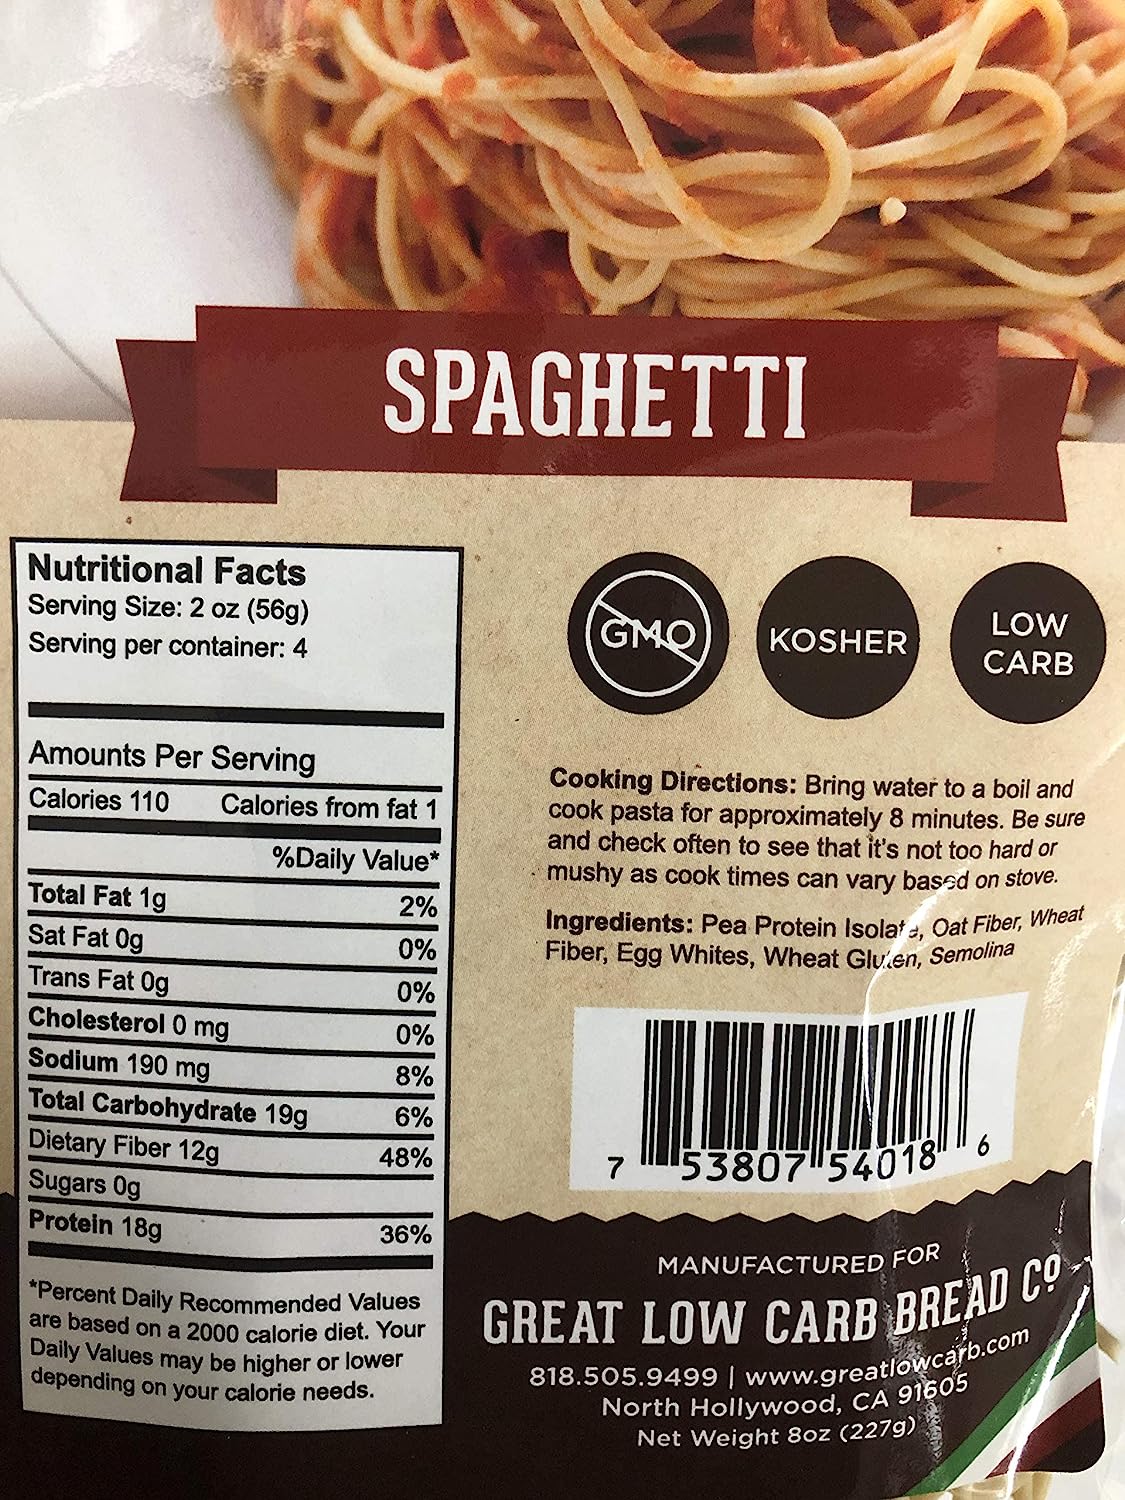 SPAGHETTI
Nutritional Facts
Serving Size: 2 oz (56g)
Serving per container: 4
Amounts Per Serving
Calories 110 Calories from fat 1
%Daily Value*
Total Fat 1g 2%
Sat Fat 0g 0%
Trans Fat 0g 0%
Cholesterol 0 mg 0%
Sodium 190 mg 8%
Total Carbohydrate 19g 6%
Dietary Fiber 12g 48%
Sugars 0g
Protein 18g 36%
*Percent Daily Recommended Values
are based on a 2000 calorie diet. Your
Daily Values may be higher or lower
depending on your calorie needs.
GMO
KOSHER
LOW
CARB
Cooking Directions: Bring water to a boil and
cook pasta for approximately 8 minutes. Be sure
and check often to see that it's not too hard or
mushy as cook times can vary based on stove.
Ingredients: Pea Protein Isolate, Oat Fiber, Wheat
Fiber, Egg Whites, Wheat Gluten, Semolina
7 53807 54018 6
MANUFACTURED FOR
GREAT LOW CARB BREAD Cº
818.505.9499 | www.greatlowcarb.com
North Hollywood, CA 91605
Net Weight 8oz (227g)